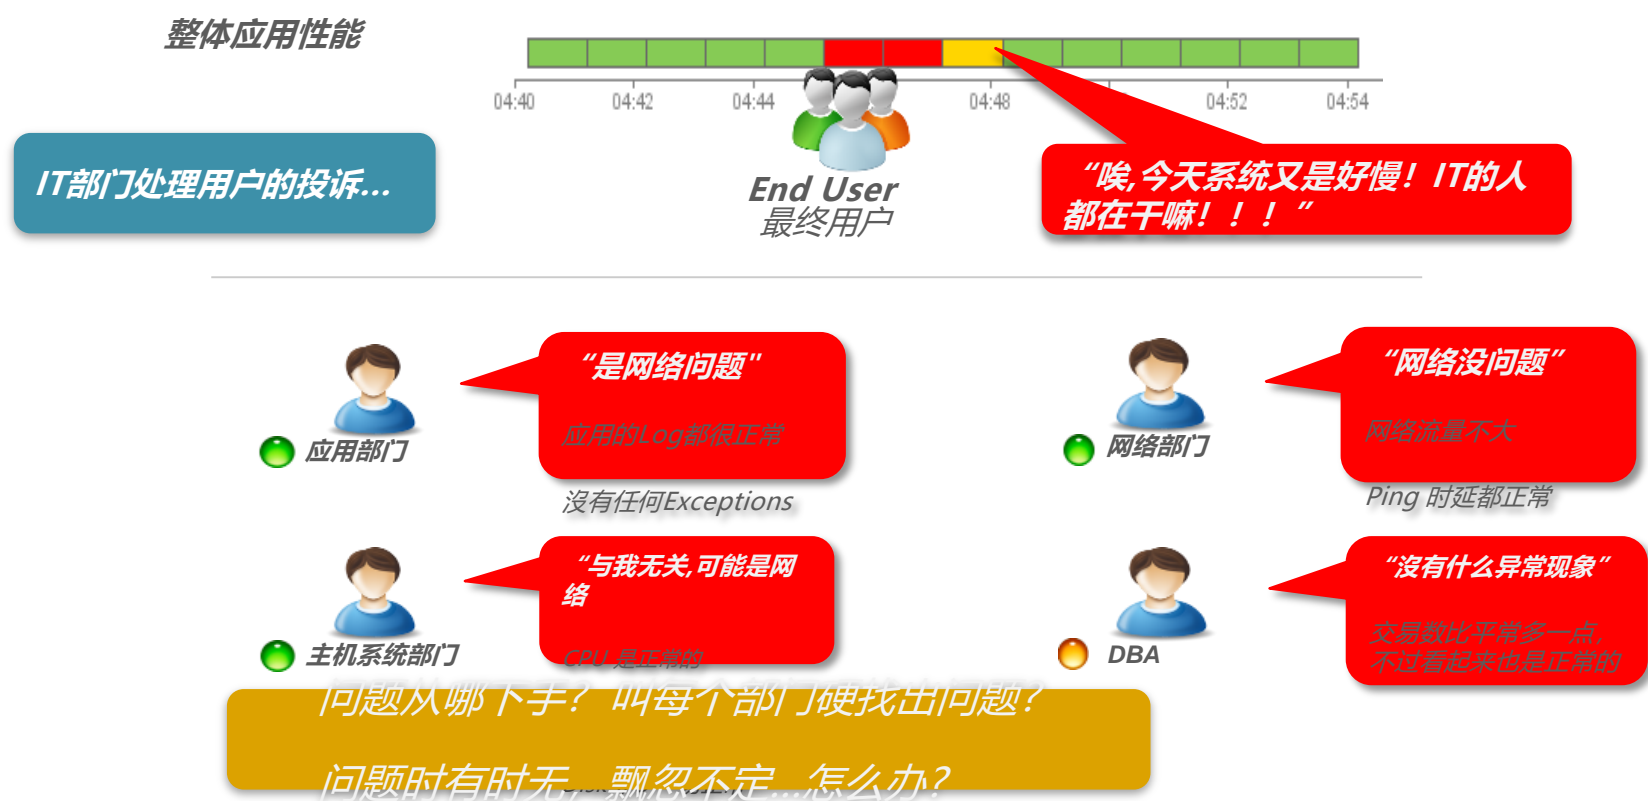 整体应用性能
04:40 04:42 04:44 04:48 04:52 04:54
IT部门处理用户的投诉...
End User
最终用户
“唉,今天系统又是好慢！IT的人
都在干嘛！！！”
“是网络问题"
应用的Log都很正常
沒有任何Exceptions
应用部门
“网络没问题”
网络流量不大
Ping 时延都正常
网络部门
“与我无关,可能是网
络
CPU 是正常的
主机系统部门
“沒有什么异常现象”
交易数比平常多一点，
不过看起来也是正常的
DBA
问题从哪下手？叫每个部门硬找出问题？
问题时有时无，飘忽不定...怎么办？